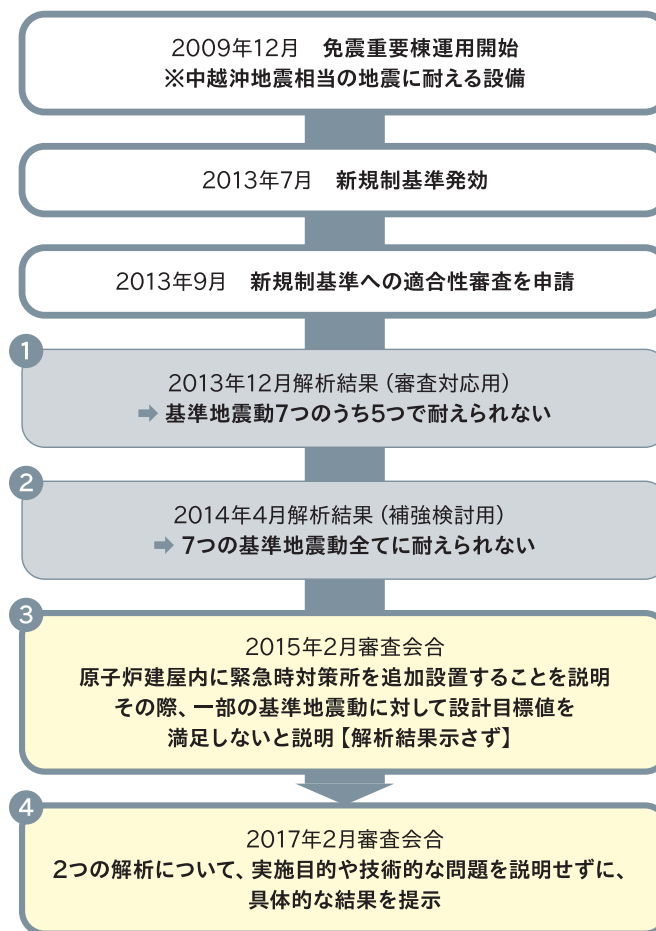 2009年12月　免震重要棟運用開始
※中越沖地震相当の地震に耐える設備
2013年7月　新規制基準発効
2013年9月　新規制基準への適合性審査を申請
1
2013年12月解析結果（審査対応用）
➡ 基準地震動7つのうち5つで耐えられない
2
2014年4月解析結果（補強検討用）
➡ 7つの基準地震動全てに耐えられない
3
2015年2月審査会合
原子炉建屋内に緊急時対策所を追加設置することを説明
その際、一部の基準地震動に対して設計目標値を
満足しないと説明【解析結果示さず】
4
2017年2月審査会合
2つの解析について、実施目的や技術的な問題を説明せずに、
具体的な結果を提示